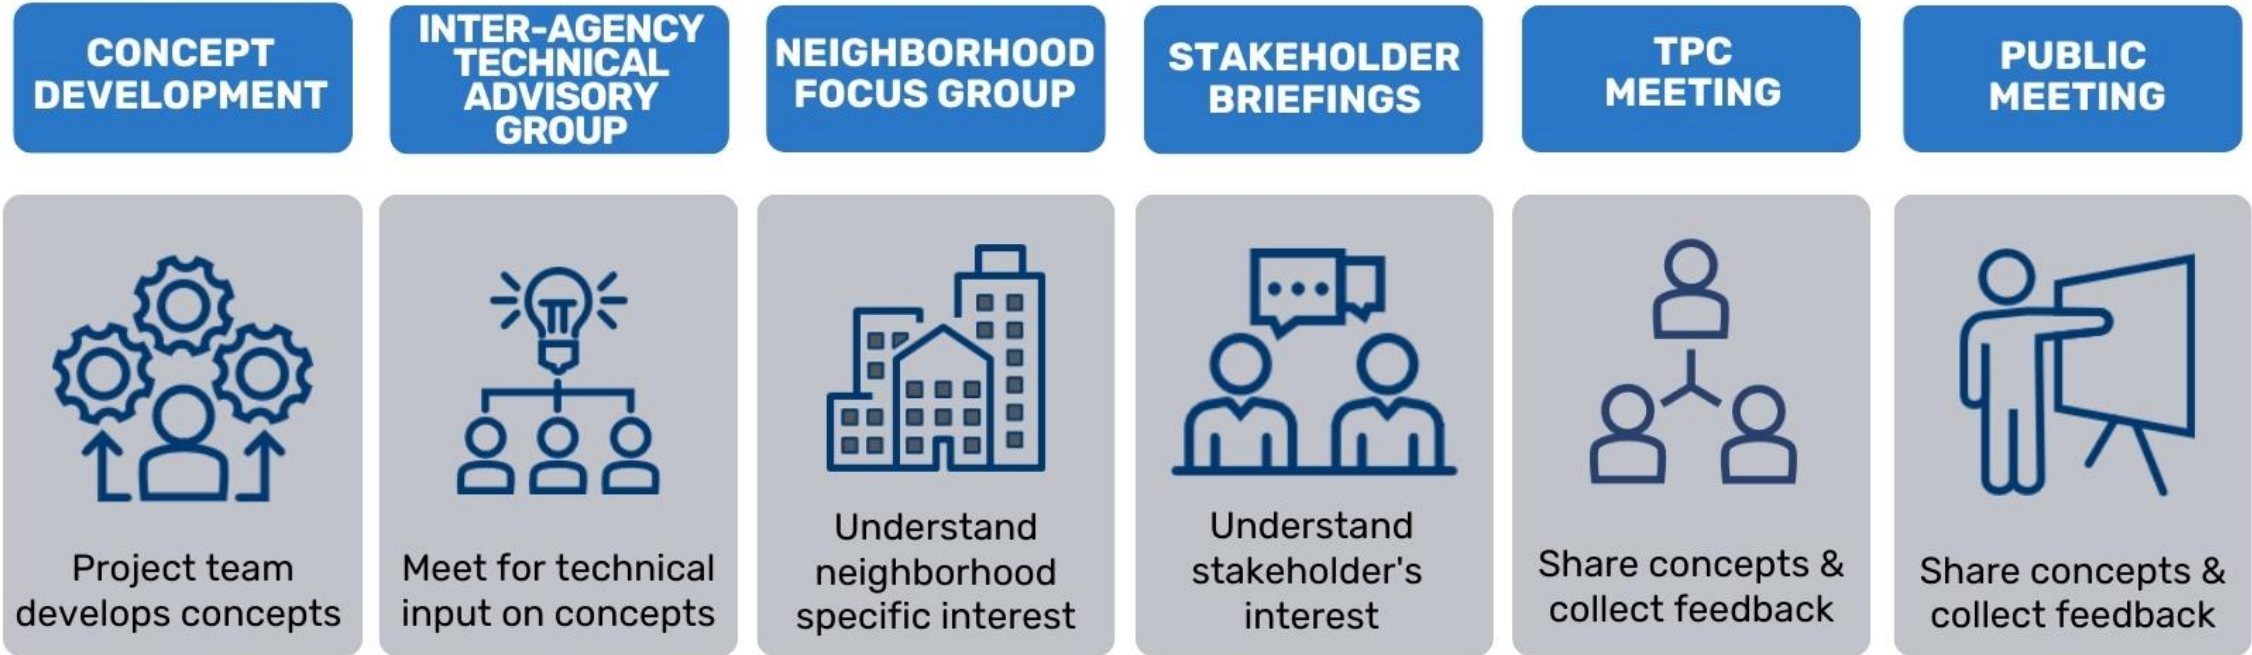 CONCEPT
DEVELOPMENT
INTER-AGENCY
TECHNICAL
ADVISORY
GROUP
NEIGHBORHOOD
FOCUS GROUP
STAKEHOLDER
BRIEFINGS
TPC
MEETING
PUBLIC
MEETING
Project team
develops concepts
Meet for technical
input on concepts
Understand
neighborhood
specific interest
Understand
stakeholder's
interest
Share concepts &
collect feedback
Share concepts &
collect feedback